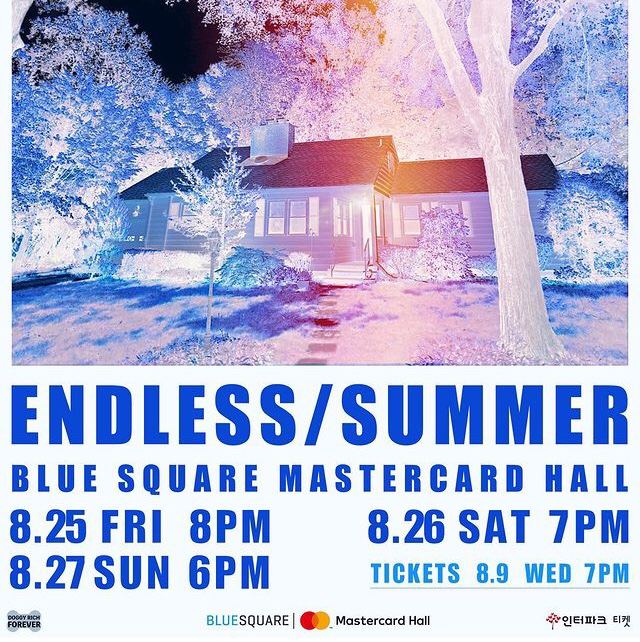 ENDLESS/SUMMER
BLUE SQUARE MASTERCARD HALL
8.25 FRI 8PM
8.26 SAT 7PM
8.27 SUN 6PM
TICKETS 8.9 WED 7PM
DOGGY RICH
FOREVER
BLUESQUARE | Mastercard Hall
인터파크 티켓